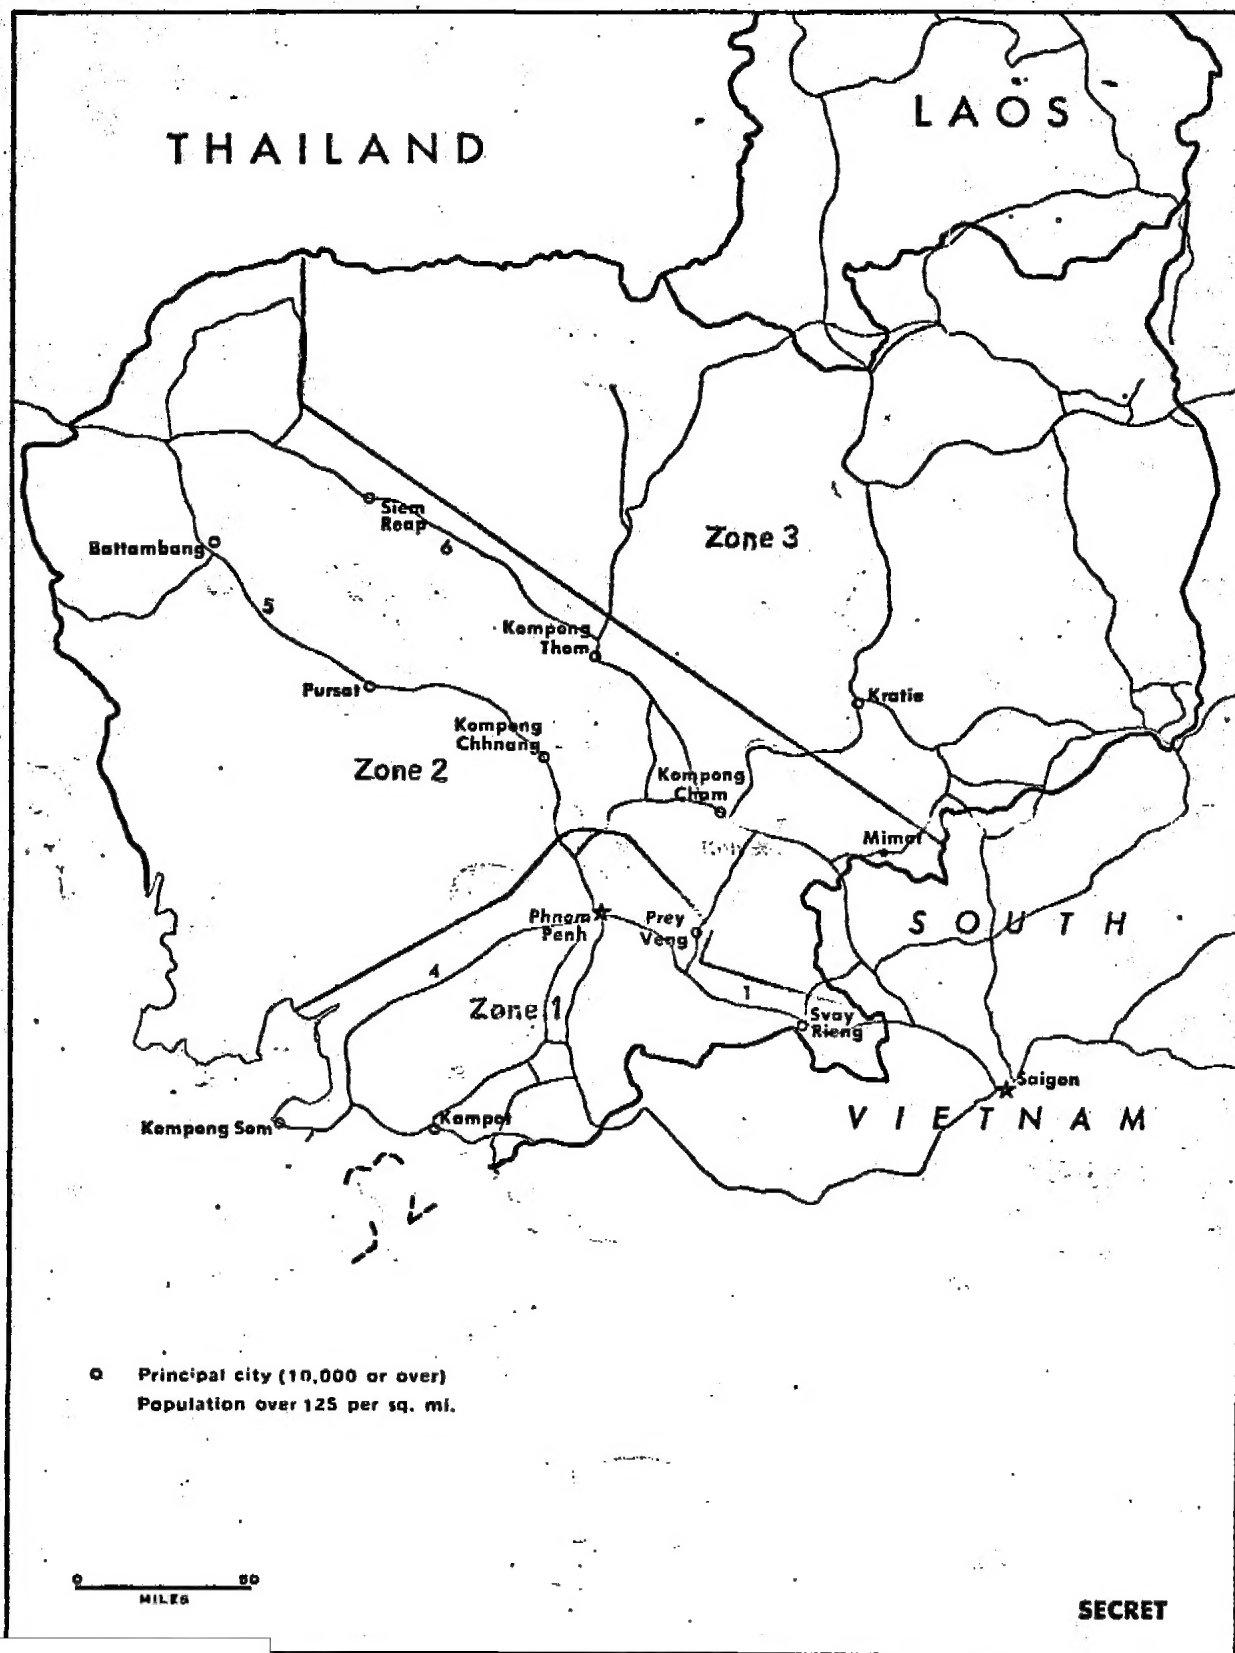 THAILAND
LAOS
Siem
Reap
6
Battambang
5
Zone 3
Kompong
Thom
Pursat
Kratie
Kompong
Chhnang
Zone 2
Kompong
Cham
Mimot
Phnom
Penh
Prey
Veng
SOUTH
4
Zone 1
1
Svay
Rieng
Saigon
VIETNAM
Kompong Som
Kampot
Principal city (10,000 or over)
Population over 125 per sq. mi.
0 50
MILES
SECRET